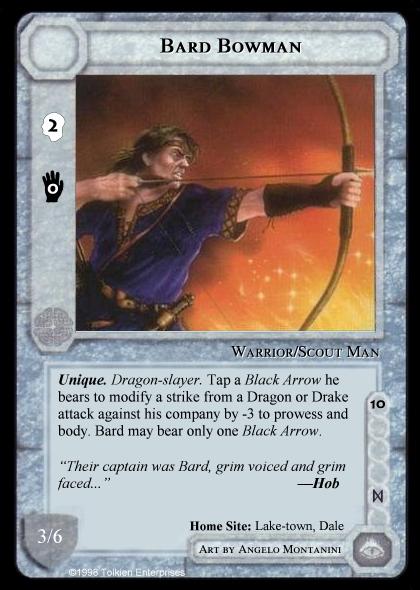 BARD BOWMAN
2
WARRIOR/SCOUT MAN
Unique. Dragon-slayer. Tap a Black Arrow he
bears to modify a strike from a Dragon or Drake
attack against his company by -3 to prowess and
body. Bard may bear only one Black Arrow.
10
“Their captain was Bard, grim voiced and grim
faced...” —Hob
3/6
Home Site: Lake-town, Dale
ART BY ANGELO MONTANINI
©1998 Tolkien Enterprises